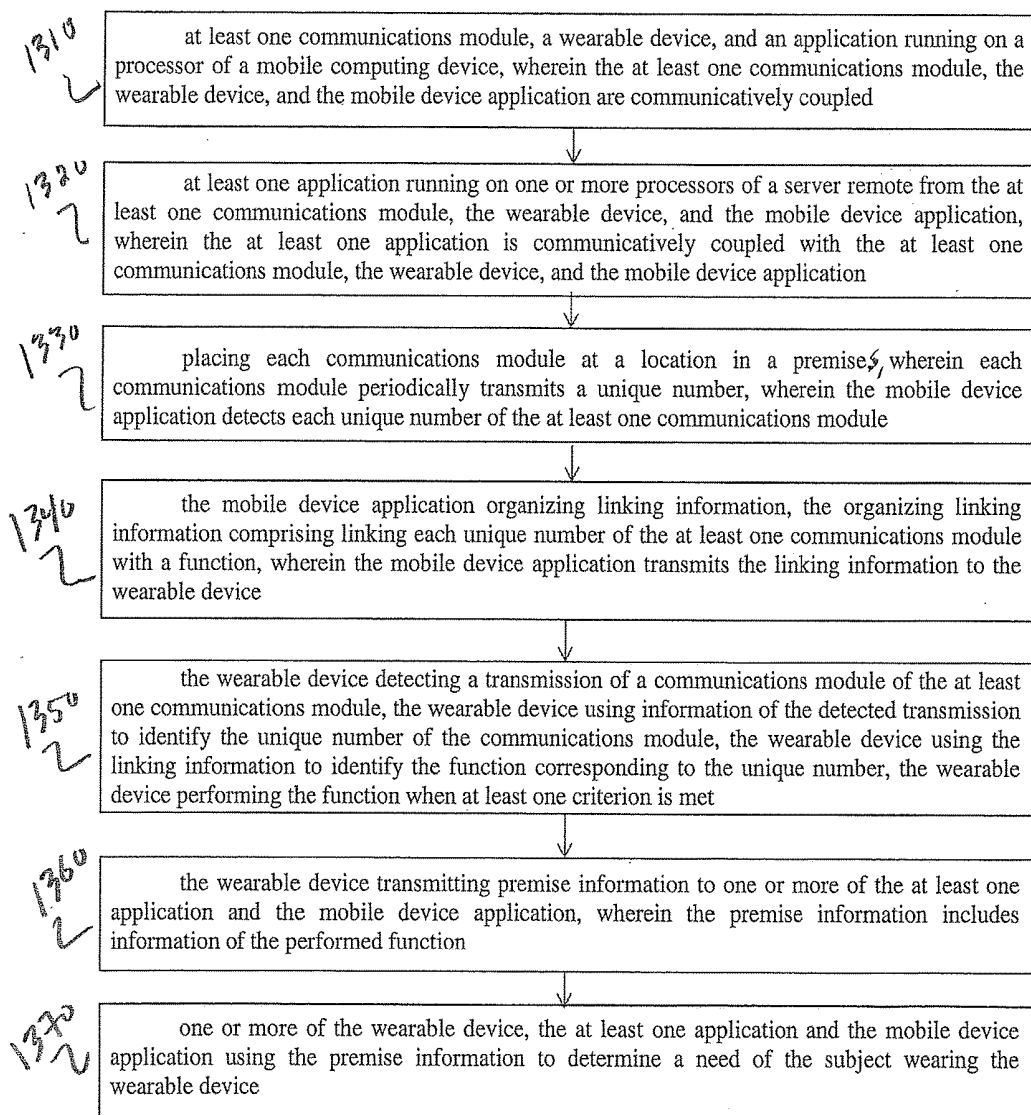 1310
at least one communications module, a wearable device, and an application running on a
processor of a mobile computing device, wherein the at least one communications module, the
wearable device, and the mobile device application are communicatively coupled
1320
at least one application running on one or more processors of a server remote from the at
least one communications module, the wearable device, and the mobile device application,
wherein the at least one application is communicatively coupled with the at least one
communications module, the wearable device, and the mobile device application
1330
placing each communications module at a location in a premises, wherein each
communications module periodically transmits a unique number, wherein the mobile device
application detects each unique number of the at least one communications module
1340
the mobile device application organizing linking information, the organizing linking
information comprising linking each unique number of the at least one communications module
with a function, wherein the mobile device application transmits the linking information to the
wearable device
1350
the wearable device detecting a transmission of a communications module of the at least
one communications module, the wearable device using information of the detected transmission
to identify the unique number of the communications module, the wearable device using the
linking information to identify the function corresponding to the unique number, the wearable
device performing the function when at least one criterion is met
1360
the wearable device transmitting premise information to one or more of the at least one
application and the mobile device application, wherein the premise information includes
information of the performed function
1370
one or more of the wearable device, the at least one application and the mobile device
application using the premise information to determine a need of the subject wearing the
wearable device